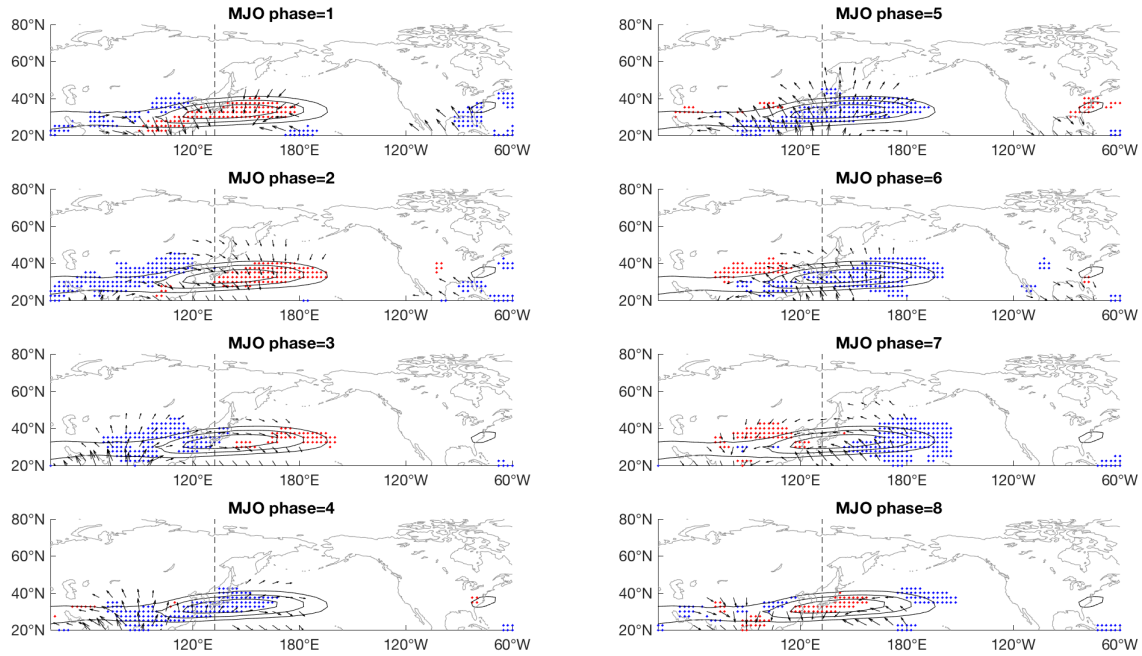 MJO phase=1
80°N
60°N
40°N
20°N
120°E 180°E 120°W 60°W
MJO phase=2
80°N
60°N
40°N
20°N
120°E 180°E 120°W 60°W
MJO phase=3
80°N
60°N
40°N
20°N
120°E 180°E 120°W 60°W
MJO phase=4
80°N
60°N
40°N
20°N
120°E 180°E 120°W 60°W
MJO phase=5
80°N
60°N
40°N
20°N
120°E 180°E 120°W 60°W
MJO phase=6
80°N
60°N
40°N
20°N
120°E 180°E 120°W 60°W
MJO phase=7
80°N
60°N
40°N
20°N
120°E 180°E 120°W 60°W
MJO phase=8
80°N
60°N
40°N
20°N
120°E 180°E 120°W 60°W